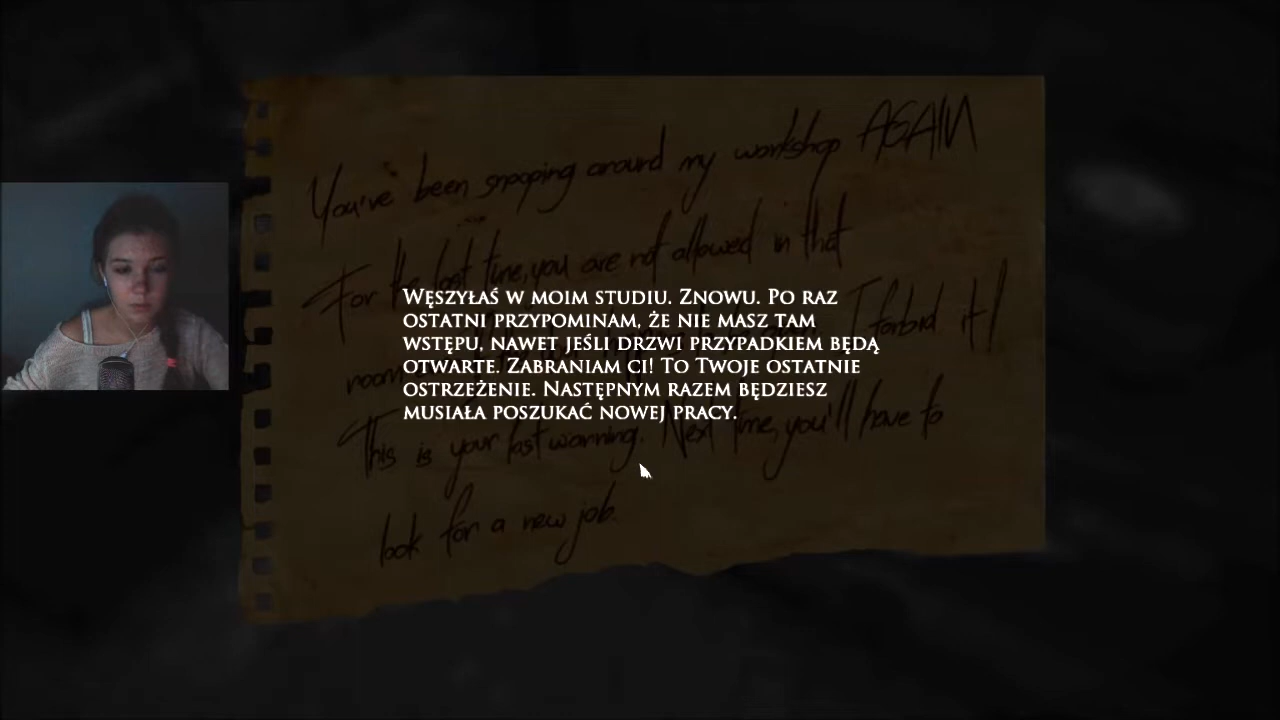 You've been snooping around my workshop AGAIN
For the last time, you are not allowed in that
WĘSZYŁAŚ W MOIM STUDIU. ZNOWU. PO RAZ
OSTATNI PRZYPOMINAM, ŻE NIE MASZ TAM
room
I forbid it!
WSTĘPU, NAWET JEŚLI DRZWI PRZYPADKIEM BĘDĄ
OTWARTE. ZABRANIAM CI! TO TWOJE OSTATNIE
OSTRZEŻENIE. NASTĘPNYM RAZEM BĘDZIESZ
MUSIAŁA POSZUKAĆ NOWEJ PRACY.
This is your last warning. Next time, you'll have to
look for a new job.